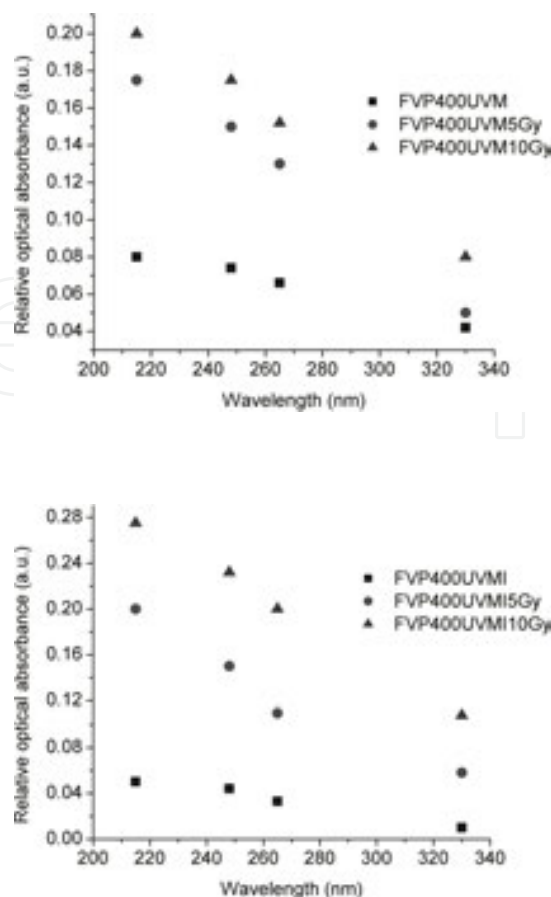 Relative optical absorbance (a.u.)
0.20
0.18
0.16
0.14
0.12
0.10
0.08
0.06
0.04
FVP400UVM
FVP400UVM5Gy
FVP400UVM10Gy
200 220 240 260 280 300 320 340
Wavelength (nm)
Relative optical absorbance (a.u.)
0.28
0.24
0.20
0.16
0.12
0.08
0.04
0.00
FVP400UVMI
FVP400UVMI5Gy
FVP400UVMI10Gy
200 220 240 260 280 300 320 340
Wavelength (nm)